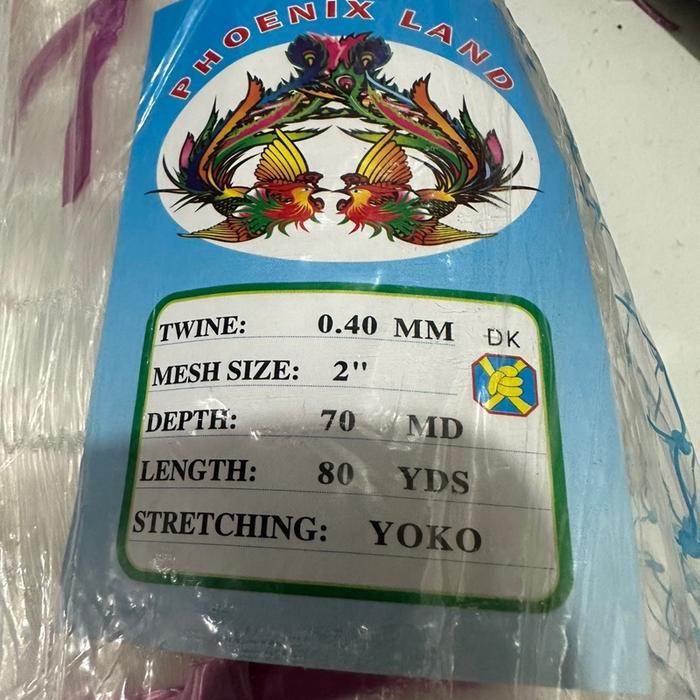 PHOENIX LAND
TWINE: 0.40 MM
DK
MESH SIZE: 2"
DEPTH: 70 MD
LENGTH: 80 YDS
STRETCHING: YOKO